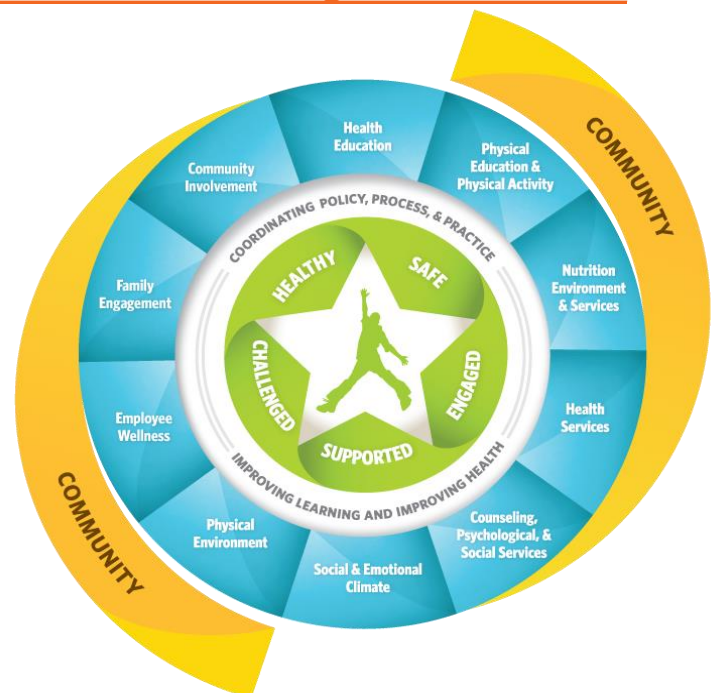 COMMUNITY
Health
Education
Physical
Education &
Physical Activity
Nutrition
Environment
& Services
Health
Services
Counseling,
Psychological, &
Social Services
Social & Emotional
Climate
Physical
Environment
Employee
Wellness
Family
Engagement
Community
Involvement
COORDINATING POLICY, PROCESS, & PRACTICE
IMPROVING LEARNING AND IMPROVING HEALTH
HEALTHY
SAFE
ENGAGED
SUPPORTED
CHALLENGED
COMMUNITY